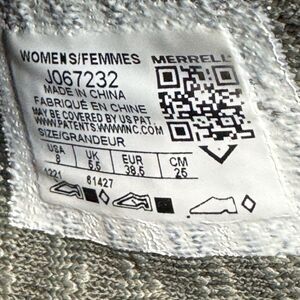 WOMENS/FEMMES MERRELL
J067232
MADE IN CHINA
FABRIQUÉ EN CHINE
MAY BE COVERED BY US PAT.
WWW.PATENTS.WWWINC.COM
SIZE/GRANDEUR
USA UK EUR CM
8 5.5 38.5 25
1221 61427